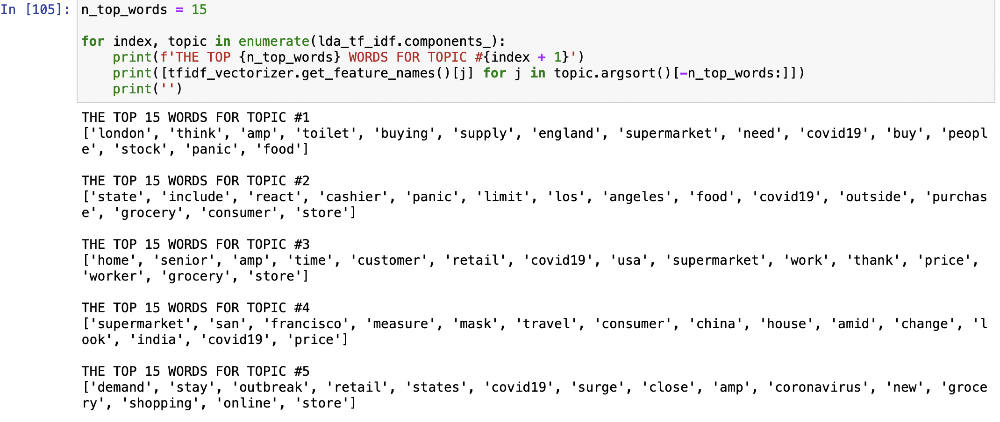 In [105]: n_top_words = 15
for index, topic in enumerate(lda_tf_idf.components_):
    print(f'THE TOP {n_top_words} WORDS FOR TOPIC #{index + 1}')
    print([tfidf_vectorizer.get_feature_names()[j] for j in topic.argsort()[-n_top_words:]])
    print('')
THE TOP 15 WORDS FOR TOPIC #1
['london', 'think', 'amp', 'toilet', 'buying', 'supply', 'england', 'supermarket', 'need', 'covid19', 'buy', 'peopl
e', 'stock', 'panic', 'food']
THE TOP 15 WORDS FOR TOPIC #2
['state', 'include', 'react', 'cashier', 'panic', 'limit', 'los', 'angeles', 'food', 'covid19', 'outside', 'purchas
e', 'grocery', 'consumer', 'store']
THE TOP 15 WORDS FOR TOPIC #3
['home', 'senior', 'amp', 'time', 'customer', 'retail', 'covid19', 'usa', 'supermarket', 'work', 'thank', 'price',
'worker', 'grocery', 'store']
THE TOP 15 WORDS FOR TOPIC #4
['supermarket', 'san', 'francisco', 'measure', 'mask', 'travel', 'consumer', 'china', 'house', 'amid', 'change', 'l
ook', 'india', 'covid19', 'price']
THE TOP 15 WORDS FOR TOPIC #5
['demand', 'stay', 'outbreak', 'retail', 'states', 'covid19', 'surge', 'close', 'amp', 'coronavirus', 'new', 'groce
ry', 'shopping', 'online', 'store']